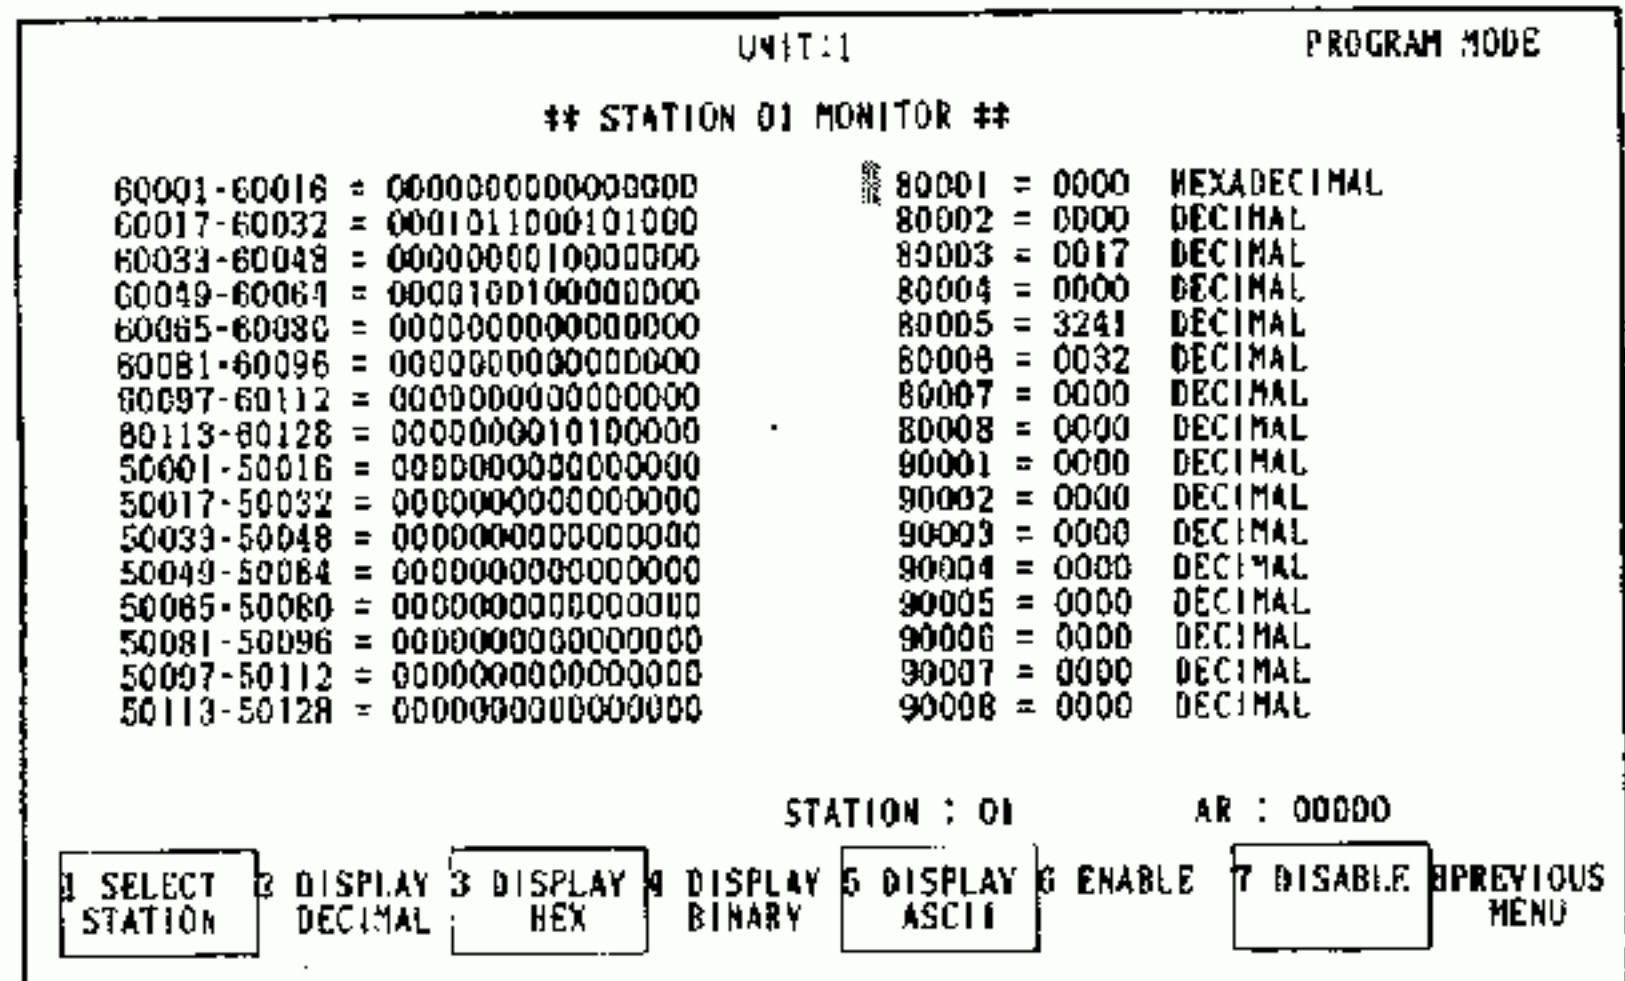 UNIT:1 PROGRAM MODE
** STATION 01 MONITOR **
60001-60016 = 0000000000000000 80001 = 0000 HEXADECIMAL
60017-60032 = 0001011000101000 80002 = 0000 DECIMAL
60033-60048 = 0000000010000000 80003 = 0017 DECIMAL
60049-60064 = 0000100100000000 80004 = 0000 DECIMAL
60065-60080 = 0000000000000000 80005 = 3241 DECIMAL
60081-60096 = 0000000000000000 80006 = 0032 DECIMAL
60097-60112 = 0000000000000000 80007 = 0000 DECIMAL
60113-60128 = 0000000010100000 80008 = 0000 DECIMAL
50001-50016 = 0000000000000000 90001 = 0000 DECIMAL
50017-50032 = 0000000000000000 90002 = 0000 DECIMAL
50033-50048 = 0000000000000000 90003 = 0000 DECIMAL
50049-50064 = 0000000000000000 90004 = 0000 DECIMAL
50065-50080 = 0000000000000000 90005 = 0000 DECIMAL
50081-50096 = 0000000000000000 90006 = 0000 DECIMAL
50097-50112 = 0000000000000000 90007 = 0000 DECIMAL
50113-50128 = 0000000000000000 90008 = 0000 DECIMAL
STATION : 01 AR : 00000
1 SELECT 2 DISPLAY 3 DISPLAY 4 DISPLAY 5 DISPLAY 6 ENABLE 7 DISABLE 8PREVIOUS
STATION DECIMAL HEX BINARY ASCII MENU